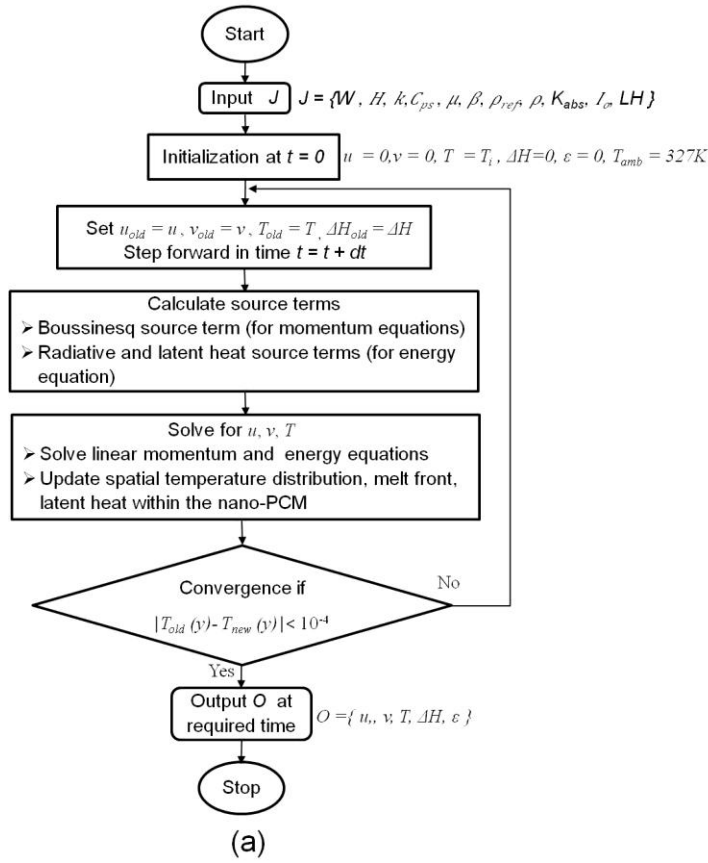 Start
Input J J = {W , H, k,Cps, μ, β, ρref, ρ, Kabs, Io, LH }
Initialization at t = 0 u = 0,v = 0, T = Ti , ΔH=0, ε = 0, Tamb = 327K
Set uold = u , vold = v , Told = T , ΔHold = ΔH
Step forward in time t = t + dt
Calculate source terms
➢ Boussinesq source term (for momentum equations)
➢ Radiative and latent heat source terms (for energy
equation)
Solve for u, v, T
➢ Solve linear momentum and energy equations
➢ Update spatial temperature distribution, melt front,
latent heat within the nano-PCM
Convergence if
|Told (y)- Tnew (y)|< 10-4
No
Yes
Output O at
required time
O ={ u,, v, T, ΔH, ε }
Stop
(a)